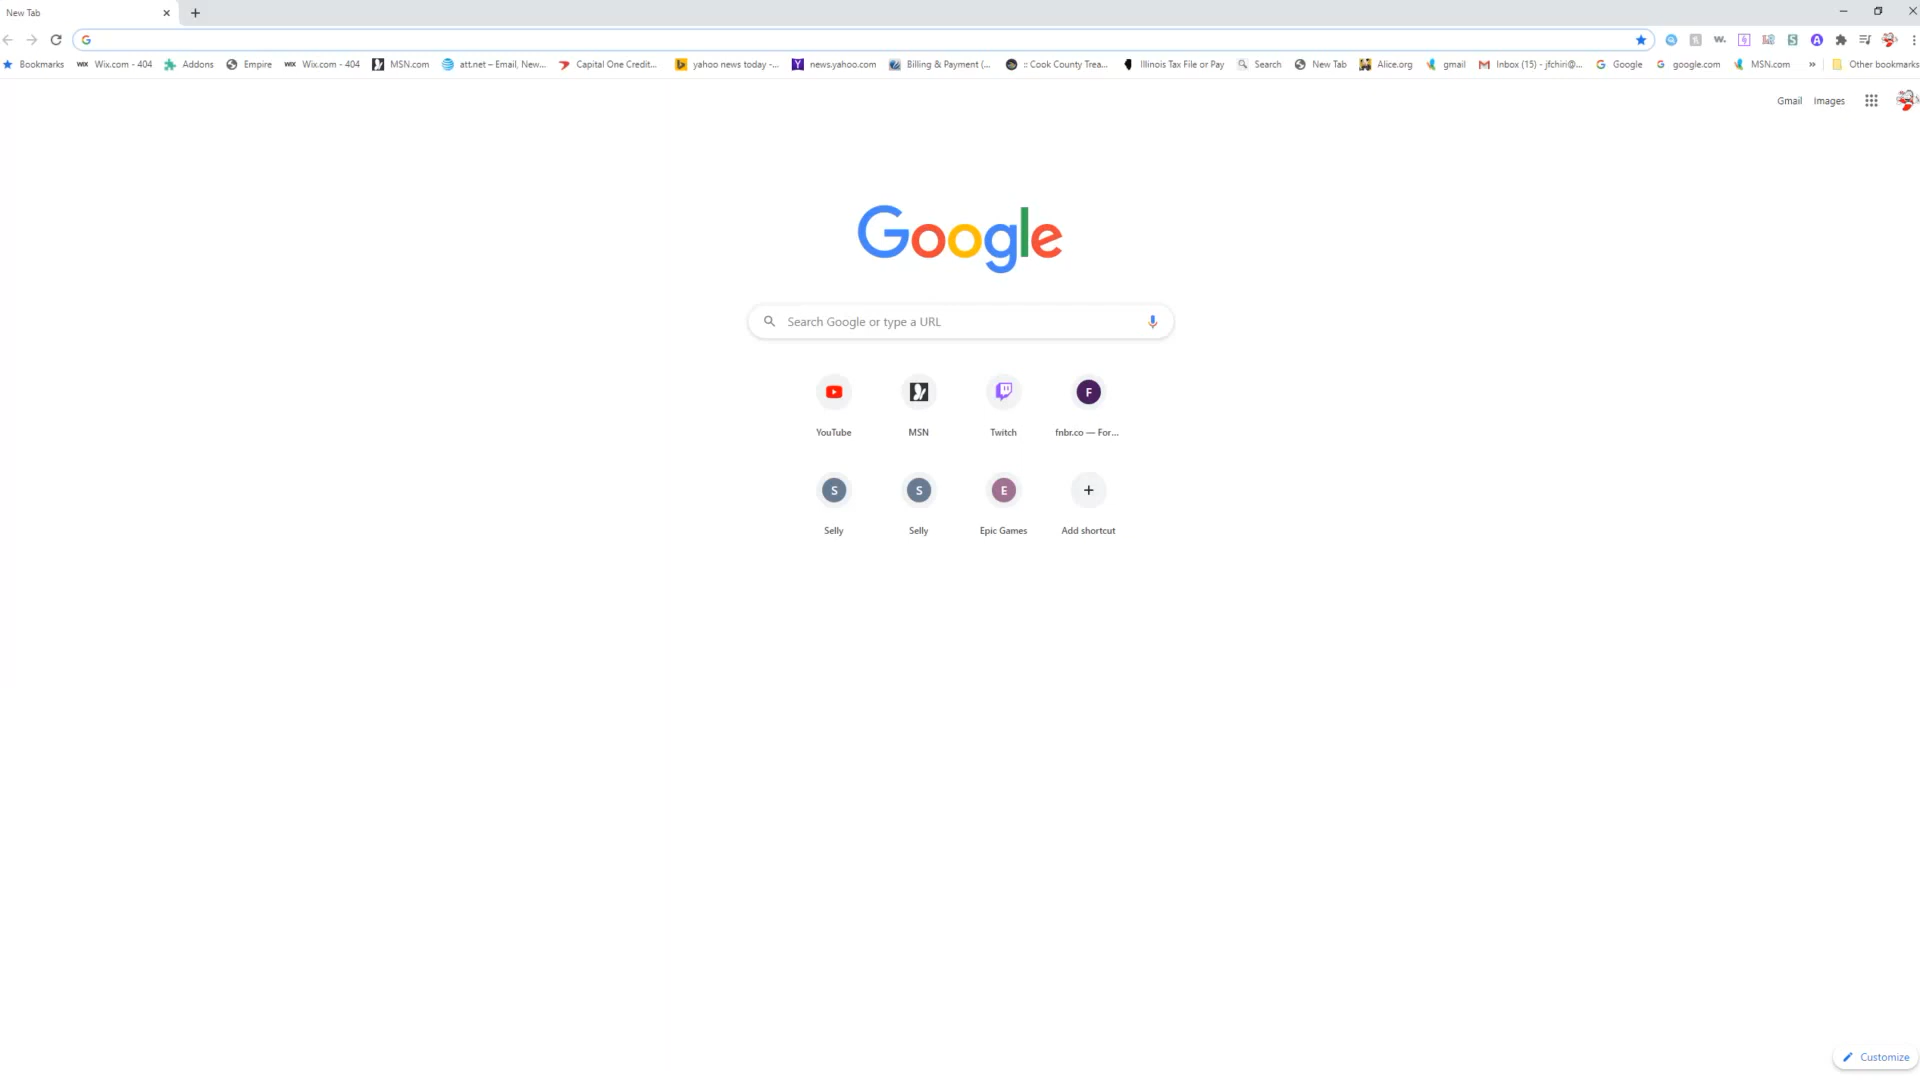 New Tab
Bookmarks Wix.com - 404 Addons Empire Wix.com - 404 MSN.com att.net – Email, New... Capital One Credit... yahoo news today -... news.yahoo.com Billing & Payment (... :: Cook County Trea... Illinois Tax File or Pay Search New Tab Alice.org gmail Inbox (15) - jfchiri@... Google google.com MSN.com » Other bookmarks
Gmail Images
Google
Search Google or type a URL
YouTube MSN Twitch fnbr.co — For...
Selly Selly Epic Games Add shortcut
Customize